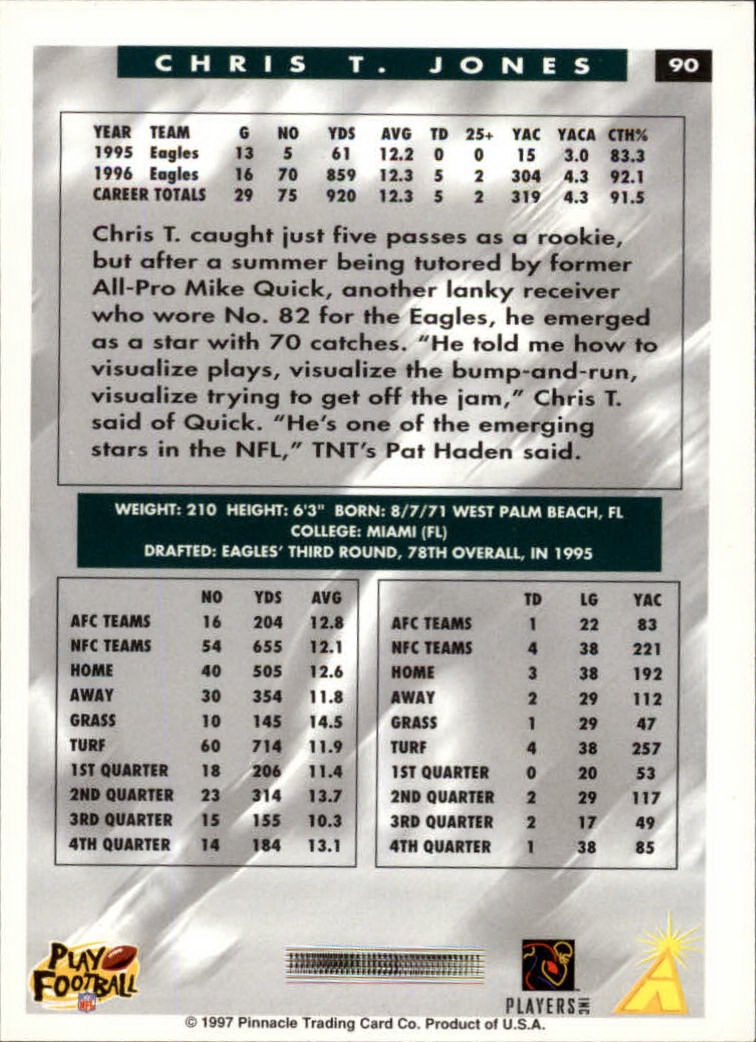 CHRIS T. JONES 90
YEAR TEAM G NO YDS AVG TD 25+ YAC YACA CTH%
1995 Eagles 13 5 61 12.2 0 0 15 3.0 83.3
1996 Eagles 16 70 859 12.3 5 2 304 4.3 92.1
CAREER TOTALS 29 75 920 12.3 5 2 319 4.3 91.5
Chris T. caught just five passes as a rookie,
but after a summer being tutored by former
All-Pro Mike Quick, another lanky receiver
who wore No. 82 for the Eagles, he emerged
as a star with 70 catches. "He told me how to
visualize plays, visualize the bump-and-run,
visualize trying to get off the jam," Chris T.
said of Quick. "He's one of the emerging
stars in the NFL," TNT's Pat Haden said.
WEIGHT: 210 HEIGHT: 6'3" BORN: 8/7/71 WEST PALM BEACH, FL
COLLEGE: MIAMI (FL)
DRAFTED: EAGLES' THIRD ROUND, 78TH OVERALL, IN 1995
NO YDS AVG
AFC TEAMS 16 204 12.8
NFC TEAMS 54 655 12.1
HOME 40 505 12.6
AWAY 30 354 11.8
GRASS 10 145 14.5
TURF 60 714 11.9
1ST QUARTER 18 206 11.4
2ND QUARTER 23 314 13.7
3RD QUARTER 15 155 10.3
4TH QUARTER 14 184 13.1
TD LG YAC
AFC TEAMS 1 22 83
NFC TEAMS 4 38 221
HOME 3 38 192
AWAY 2 29 112
GRASS 1 29 47
TURF 4 38 257
1ST QUARTER 0 20 53
2ND QUARTER 2 29 117
3RD QUARTER 2 17 49
4TH QUARTER 1 38 85
PLAY
FOOTBALL
NFL
PLAYERS INC
© 1997 Pinnacle Trading Card Co. Product of U.S.A.